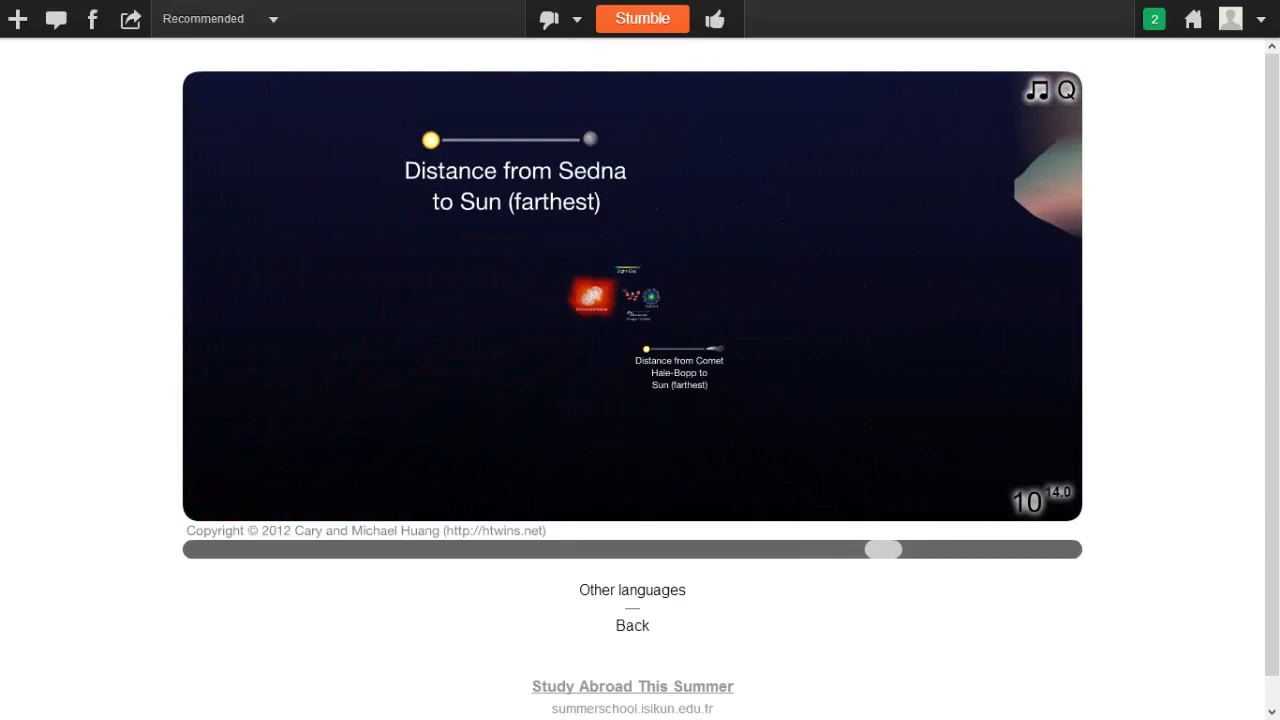 Recommended
Stumble
2
Q
Distance from Sedna
to Sun (farthest)
Light-Day
Distance from Comet
Hale-Bopp to
Sun (farthest)
10 14.0
Copyright © 2012 Cary and Michael Huang (http://htwins.net)
Other languages
Back
Study Abroad This Summer
summerschool.isikun.edu.tr